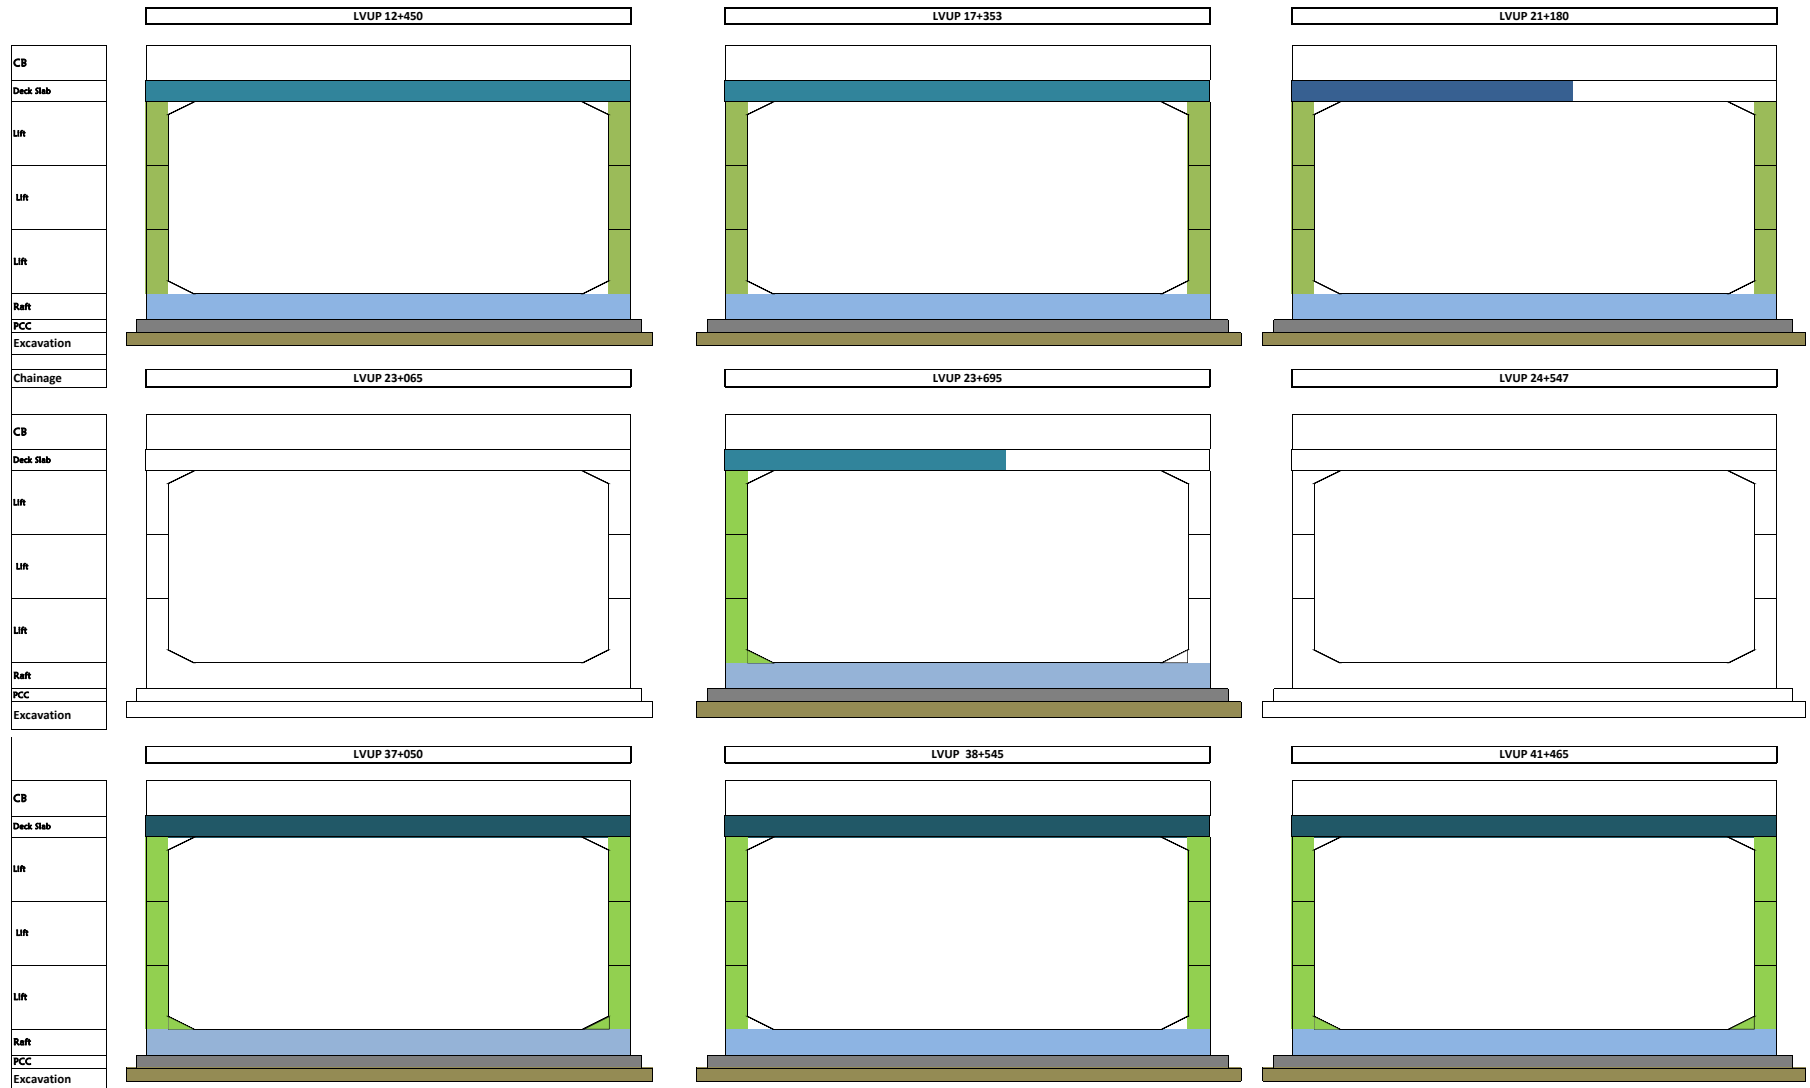 LVUP 12+450
LVUP 17+353
LVUP 21+180
CB
Deck Slab
Lift
Lift
Lift
Raft
PCC
Excavation
Chainage
LVUP 23+065
LVUP 23+695
LVUP 24+547
CB
Deck Slab
Lift
Lift
Lift
Raft
PCC
Excavation
LVUP 37+050
LVUP 38+545
LVUP 41+465
CB
Deck Slab
Lift
Lift
Lift
Raft
PCC
Excavation